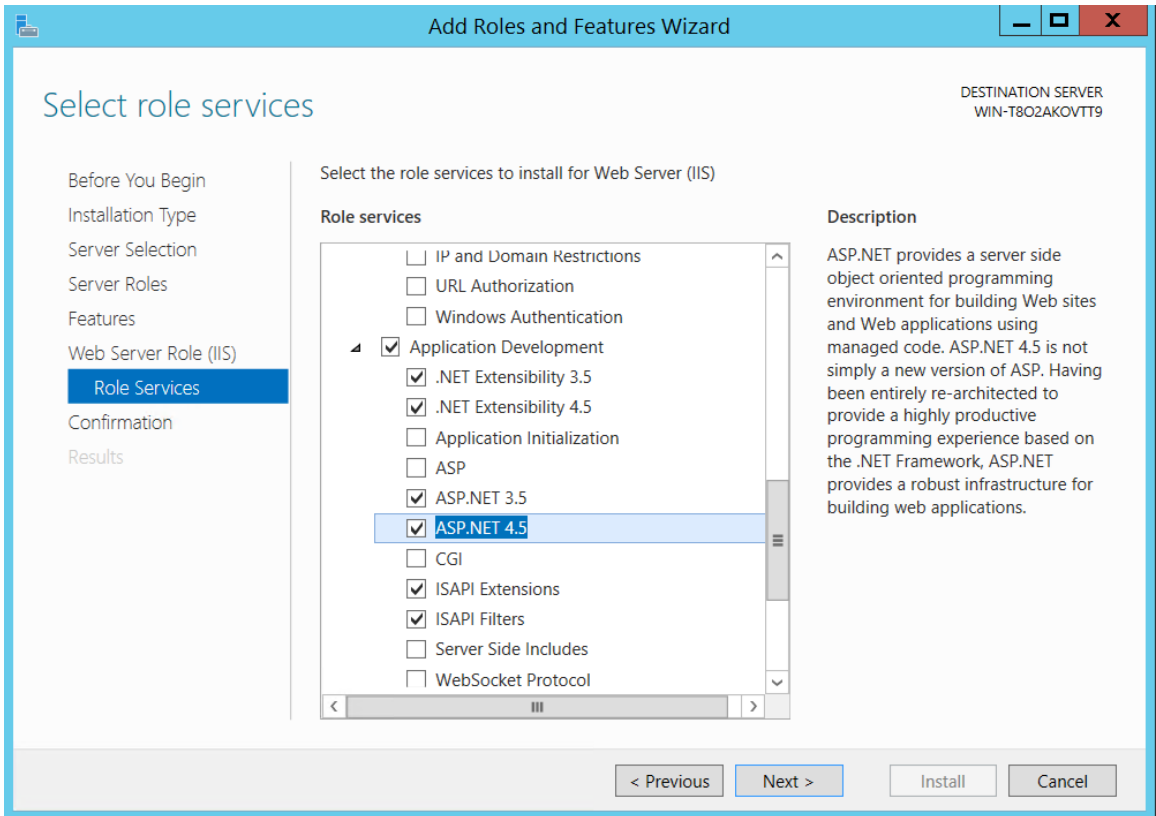 Add Roles and Features Wizard
Select role services
DESTINATION SERVER
WIN-T8O2AKOVTT9
Before You Begin
Installation Type
Server Selection
Server Roles
Features
Web Server Role (IIS)
Role Services
Confirmation
Results
Select the role services to install for Web Server (IIS)
Role services
IP and Domain Restrictions
URL Authorization
Windows Authentication
Application Development
.NET Extensibility 3.5
.NET Extensibility 4.5
Application Initialization
ASP
ASP.NET 3.5
ASP.NET 4.5
CGI
ISAPI Extensions
ISAPI Filters
Server Side Includes
WebSocket Protocol
Description
ASP.NET provides a server side
object oriented programming
environment for building Web sites
and Web applications using
managed code. ASP.NET 4.5 is not
simply a new version of ASP. Having
been entirely re-architected to
provide a highly productive
programming experience based on
the .NET Framework, ASP.NET
provides a robust infrastructure for
building web applications.
< Previous
Next >
Install
Cancel